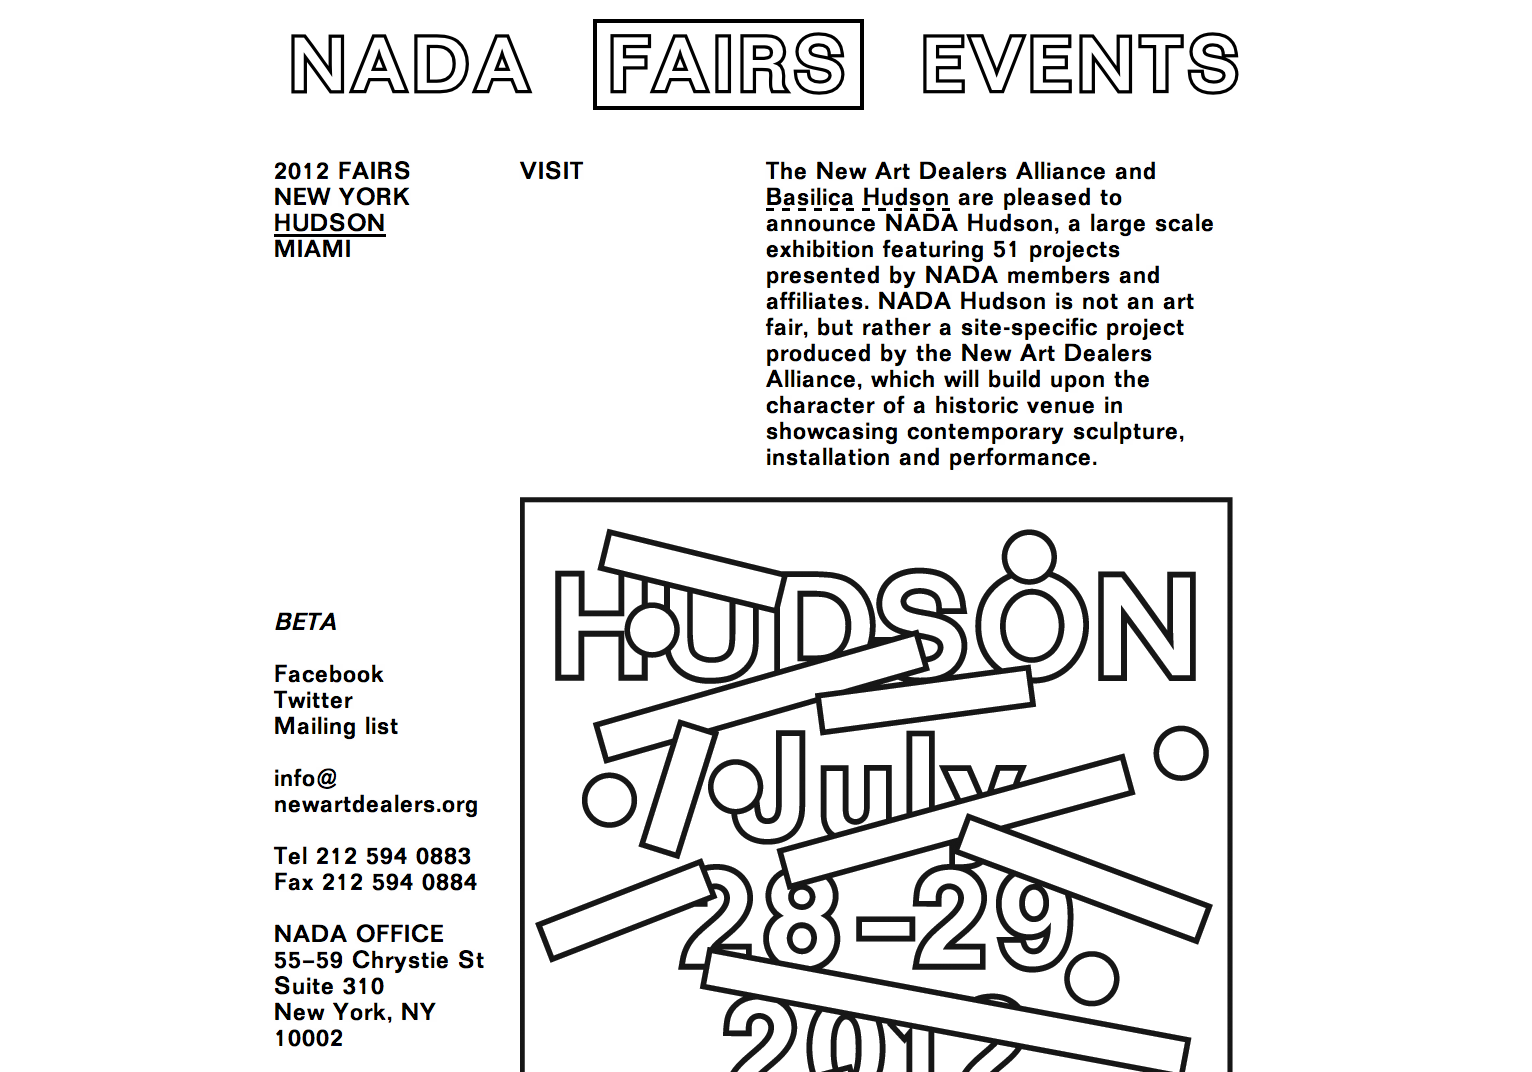 NADA FAIRS EVENTS
2012 FAIRS
NEW YORK
HUDSON
MIAMI
VISIT
The New Art Dealers Alliance and
Basilica Hudson are pleased to
announce NADA Hudson, a large scale
exhibition featuring 51 projects
presented by NADA members and
affiliates. NADA Hudson is not an art
fair, but rather a site-specific project
produced by the New Art Dealers
Alliance, which will build upon the
character of a historic venue in
showcasing contemporary sculpture,
installation and performance.
BETA
Facebook
Twitter
Mailing list
info@
newartdealers.org
Tel 212 594 0883
Fax 212 594 0884
NADA OFFICE
55–59 Chrystie St
Suite 310
New York, NY
10002
HUDSON
July
28–29
2012